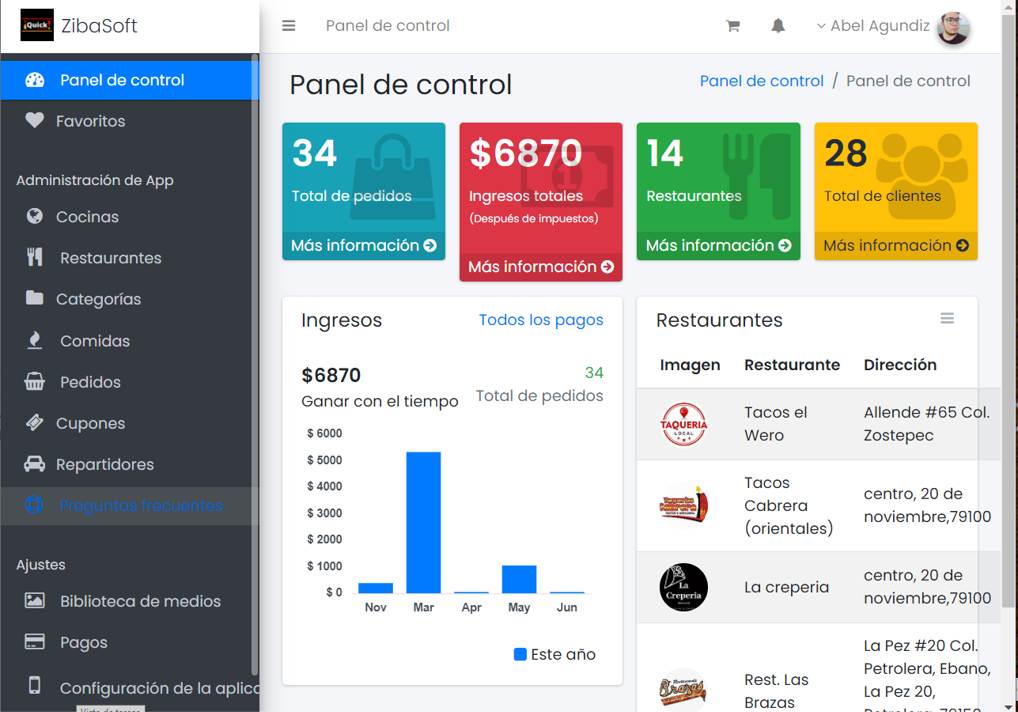 ¡Quick!
ZibaSoft
Panel de control
Abel Agundiz
Panel de control
Favoritos
Administración de App
Cocinas
Restaurantes
Categorías
Comidas
Pedidos
Cupones
Repartidores
Preguntas frecuentes
Ajustes
Biblioteca de medios
Pagos
Configuración de la aplica
Panel de control
Panel de control / Panel de control
34
Total de pedidos
Más información
$6870
Ingresos totales
(Después de impuestos)
Más información
14
Restaurantes
Más información
28
Total de clientes
Más información
Ingresos
Todos los pagos
$6870
34
Ganar con el tiempo
Total de pedidos
$ 6000
$ 5000
$ 4000
$ 3000
$ 2000
$ 1000
$ 0
Nov Mar Apr May Jun
Este año
Restaurantes
Imagen Restaurante Dirección
TAQUERIA
LOCAL
Tacos el
Wero
Allende #65 Col.
Zostepec
Tacos
Cabrera
(orientales)
centro, 20 de
noviembre,79100
La
Creperia
La creperia
centro, 20 de
noviembre,79100
Brazas
Rest. Las
Brazas
La Pez #20 Col.
Petrolera, Ebano,
La Pez 20,